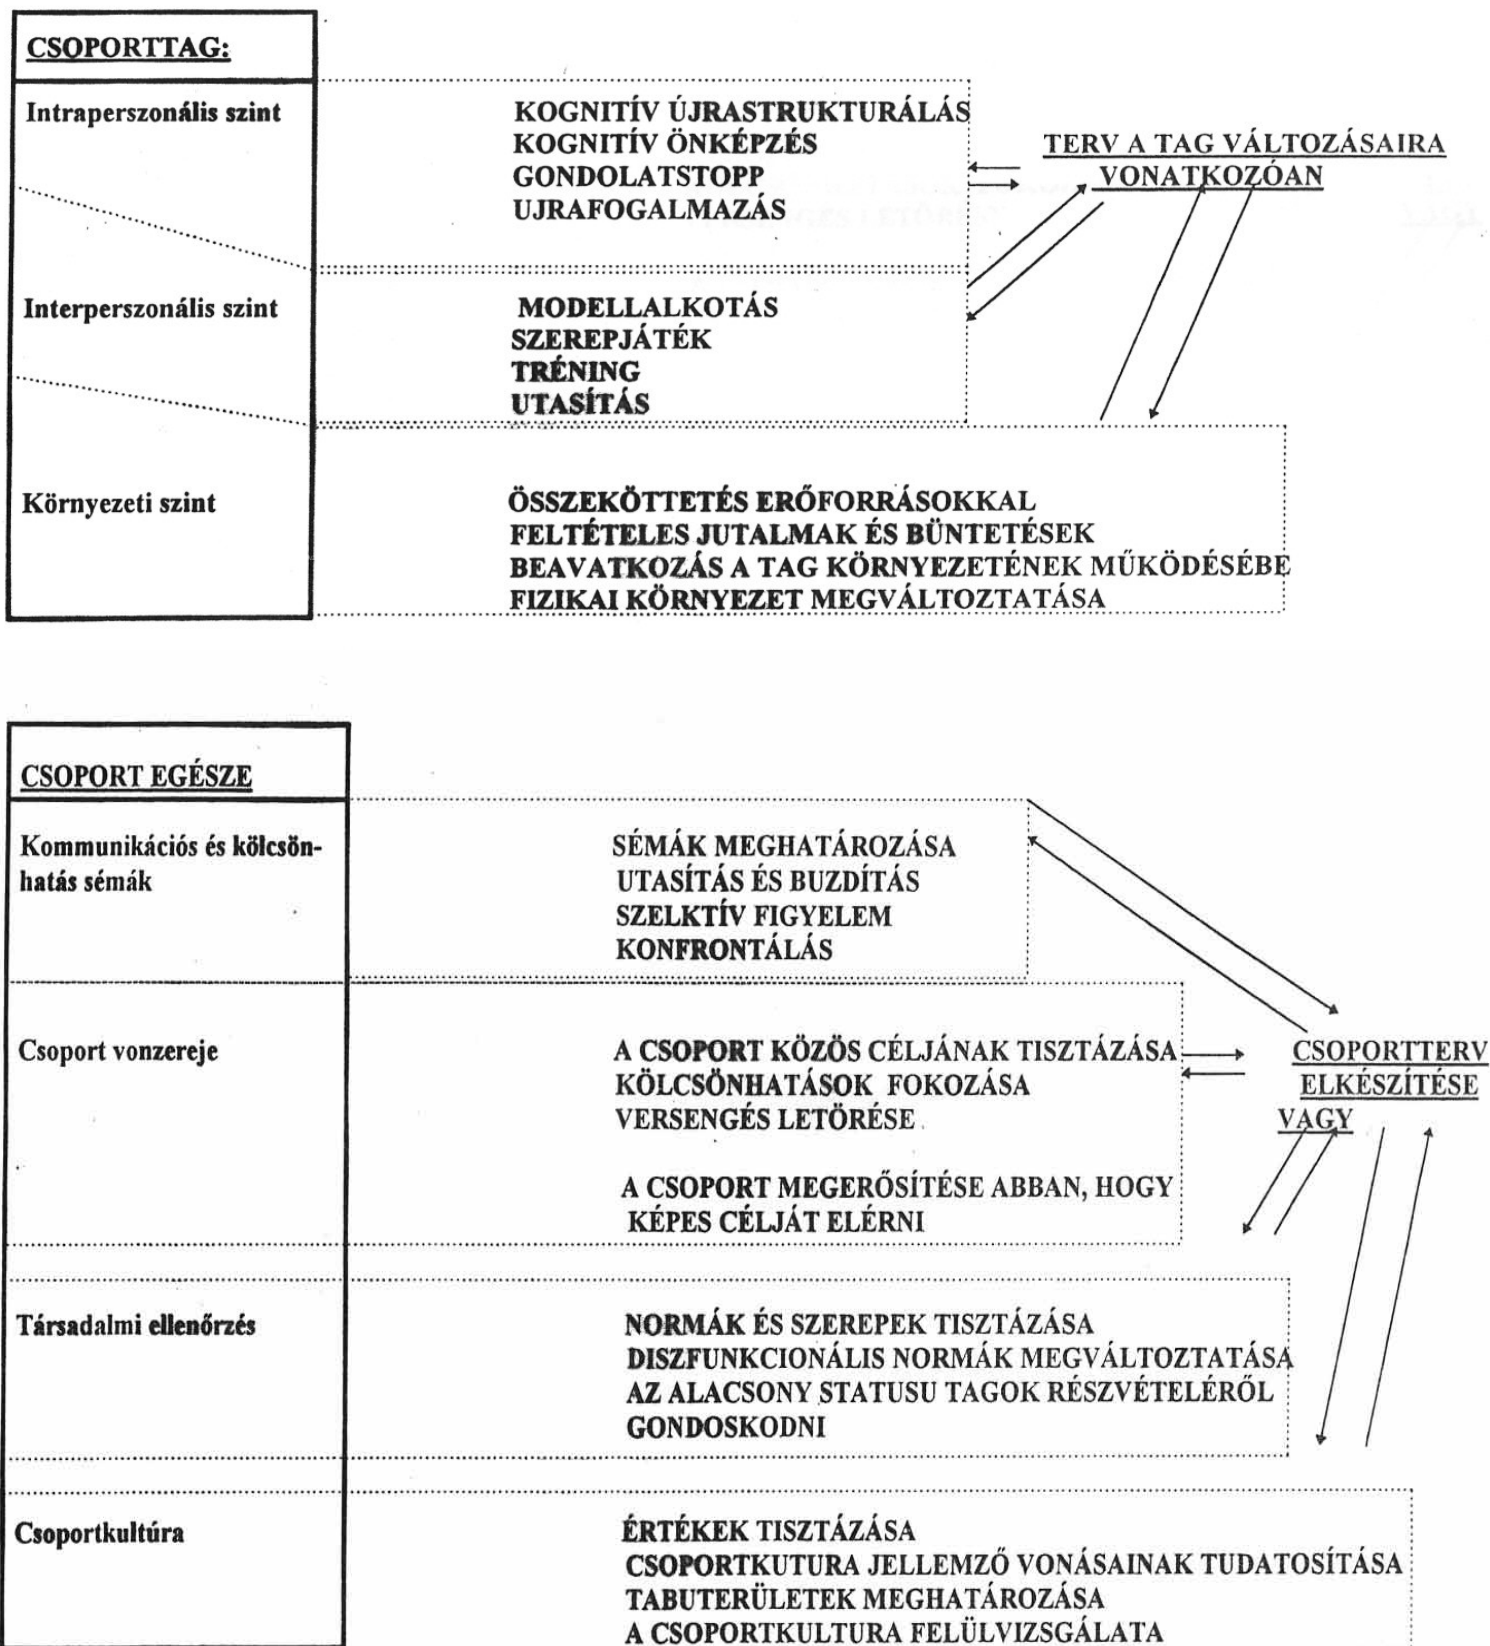 CSOPORTTAG:
Intraperszonális szint
KOGNITÍV ÚJRASTRUKTURÁLÁS
KOGNITÍV ÖNKÉPZÉS
GONDOLATSTOPP
UJRAFOGALMAZÁS
TERV A TAG VÁLTOZÁSAIRA
VONATKOZÓAN
Interperszonális szint
MODELLALKOTÁS
SZEREPJÁTÉK
TRÉNING
UTASÍTÁS
Környezeti szint
ÖSSZEKÖTTETÉS ERŐFORRÁSOKKAL
FELTÉTELES JUTALMAK ÉS BÜNTETÉSEK
BEAVATKOZÁS A TAG KÖRNYEZETÉNEK MŰKÖDÉSÉBE
FIZIKAI KÖRNYEZET MEGVÁLTOZTATÁSA
CSOPORT EGÉSZE
Kommunikációs és kölcsön-
hatás sémák
SÉMÁK MEGHATÁROZÁSA
UTASÍTÁS ÉS BUZDÍTÁS
SZELKTÍV FIGYELEM
KONFRONTÁLÁS
Csoport vonzereje
A CSOPORT KÖZÖS CÉLJÁNAK TISZTÁZÁSA
KÖLCSÖNHATÁSOK FOKOZÁSA
VERSENGÉS LETÖRÉSE
A CSOPORT MEGERŐSÍTÉSE ABBAN, HOGY
KÉPES CÉLJÁT ELÉRNI
CSOPORTTERV
ELKÉSZÍTÉSE
VAGY
Társadalmi ellenőrzés
NORMÁK ÉS SZEREPEK TISZTÁZÁSA
DISZFUNKCIONÁLIS NORMÁK MEGVÁLTOZTATÁSA
AZ ALACSONY STATUSU TAGOK RÉSZVÉTELÉRŐL
GONDOSKODNI
Csoportkultúra
ÉRTÉKEK TISZTÁZÁSA
CSOPORTKUTURA JELLEMZŐ VONÁSAINAK TUDATOSÍTÁSA
TABUTERÜLETEK MEGHATÁROZÁSA
A CSOPORTKULTURA FELÜLVIZSGÁLATA